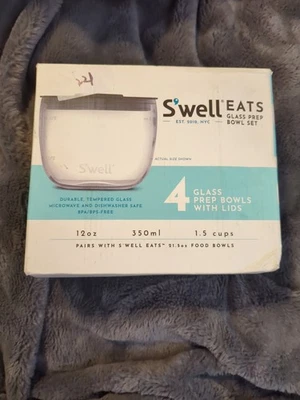 24
S'well EATS
EST. 2010, NYC
GLASS PREP
BOWL SET
ACTUAL SIZE SHOWN
S'well
DURABLE, TEMPERED GLASS
MICROWAVE AND DISHWASHER SAFE
BPA/BPS-FREE
4 GLASS
PREP BOWLS
WITH LIDS
12oz 350ml 1.5 cups
PAIRS WITH S'WELL EATS™ 21.5oz FOOD BOWLS